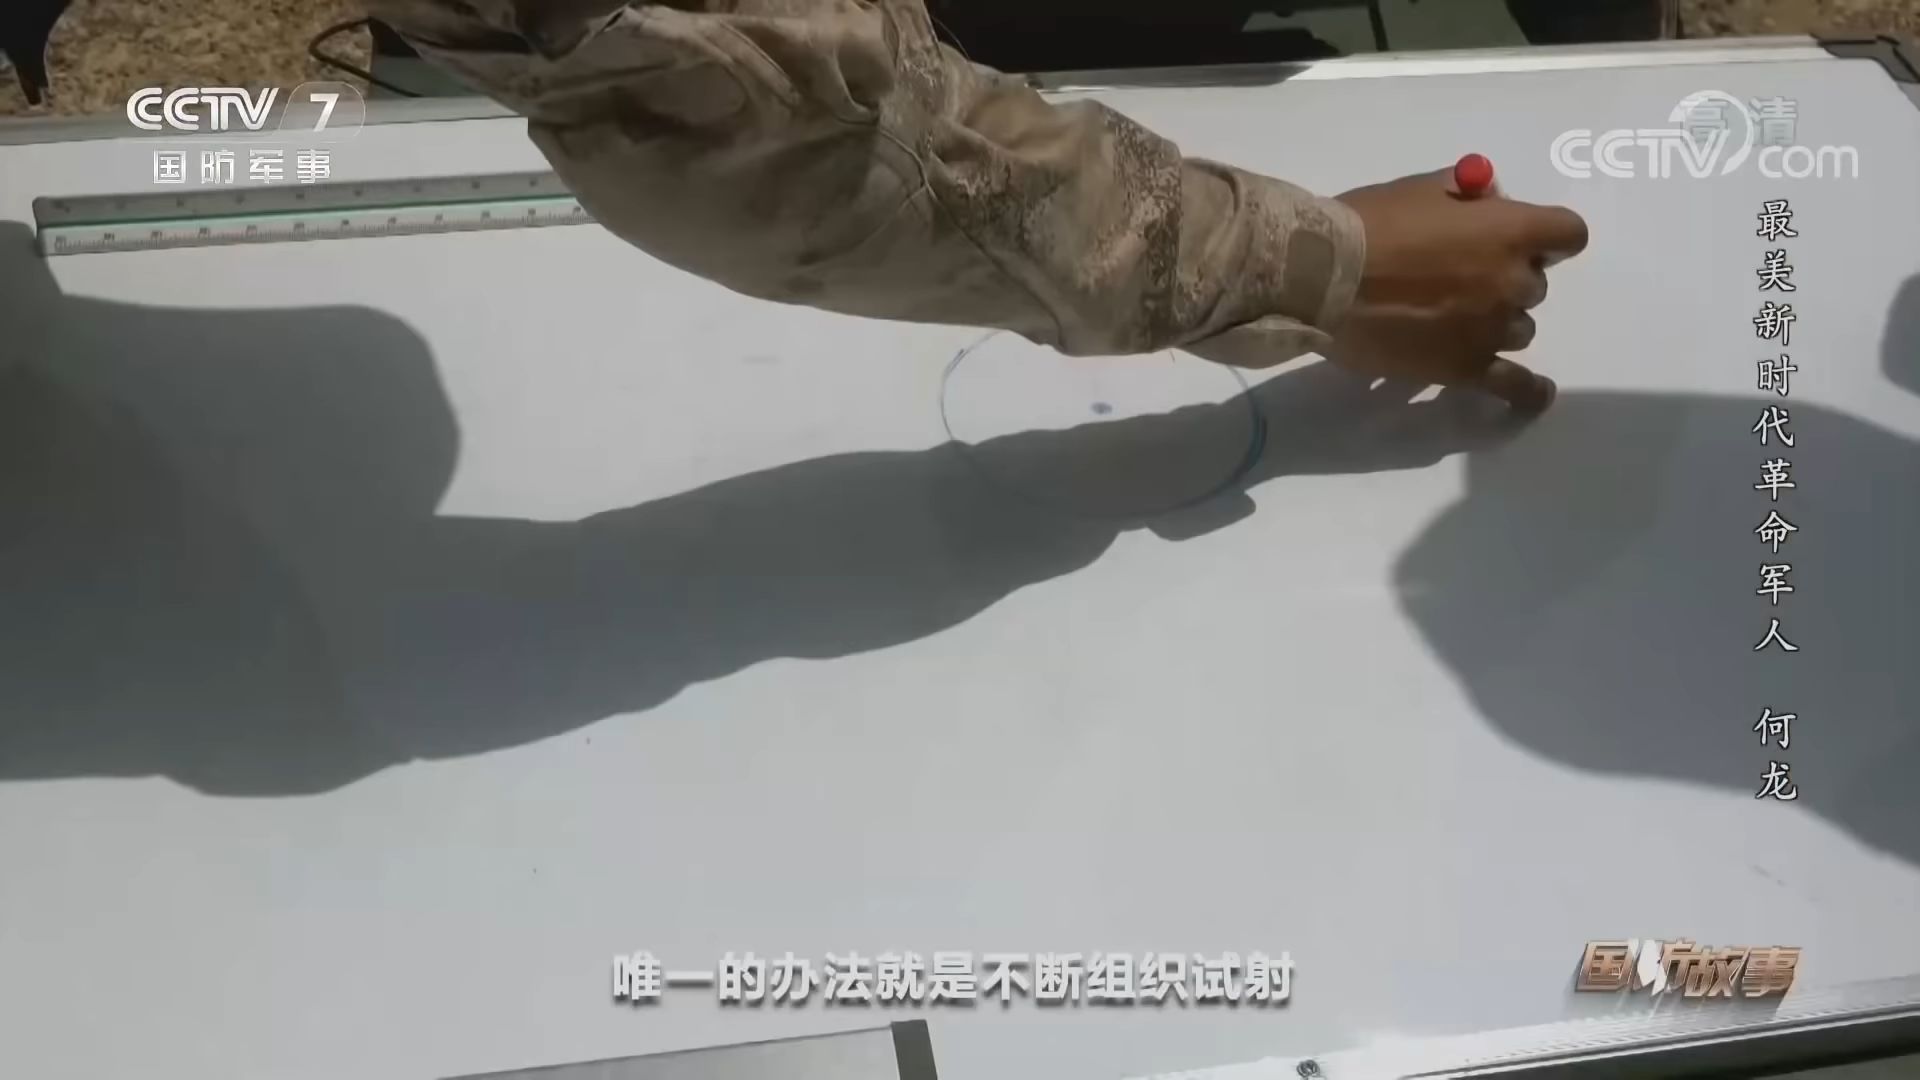 CCTV 7
国防军事
高清
CCTV com
最美新时代革命军人 何龙
唯一的办法就是不断组织试射
国防故事